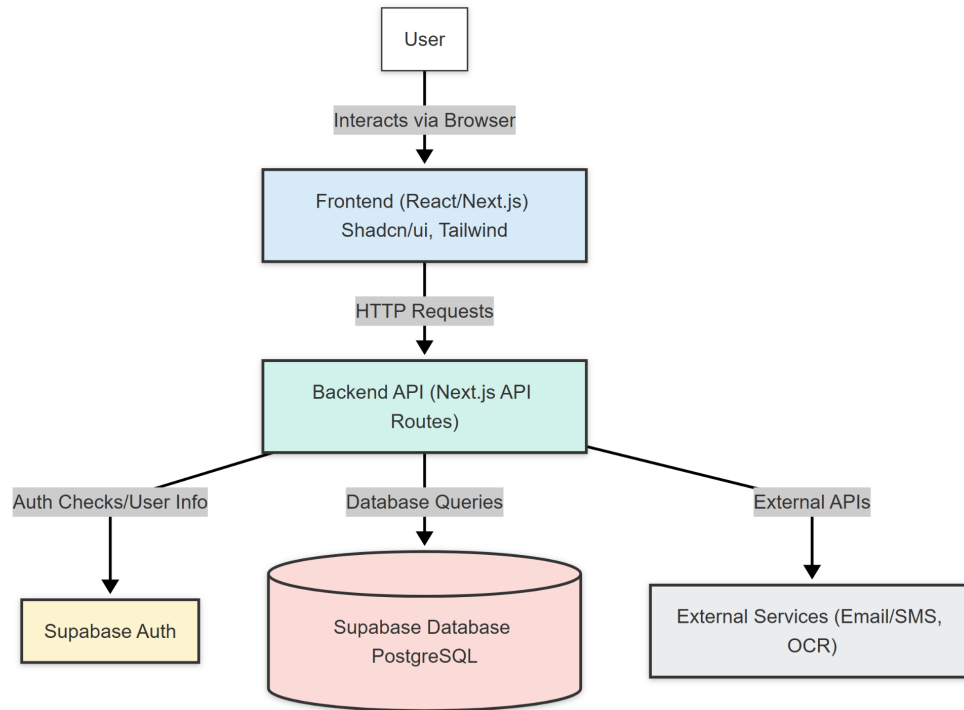 User
Interacts via Browser
Frontend (React/Next.js)
Shadcn/ui, Tailwind
HTTP Requests
Backend API (Next.js API
Routes)
Auth Checks/User Info
Database Queries
External APIs
Supabase Auth
Supabase Database
PostgreSQL
External Services (Email/SMS,
OCR)